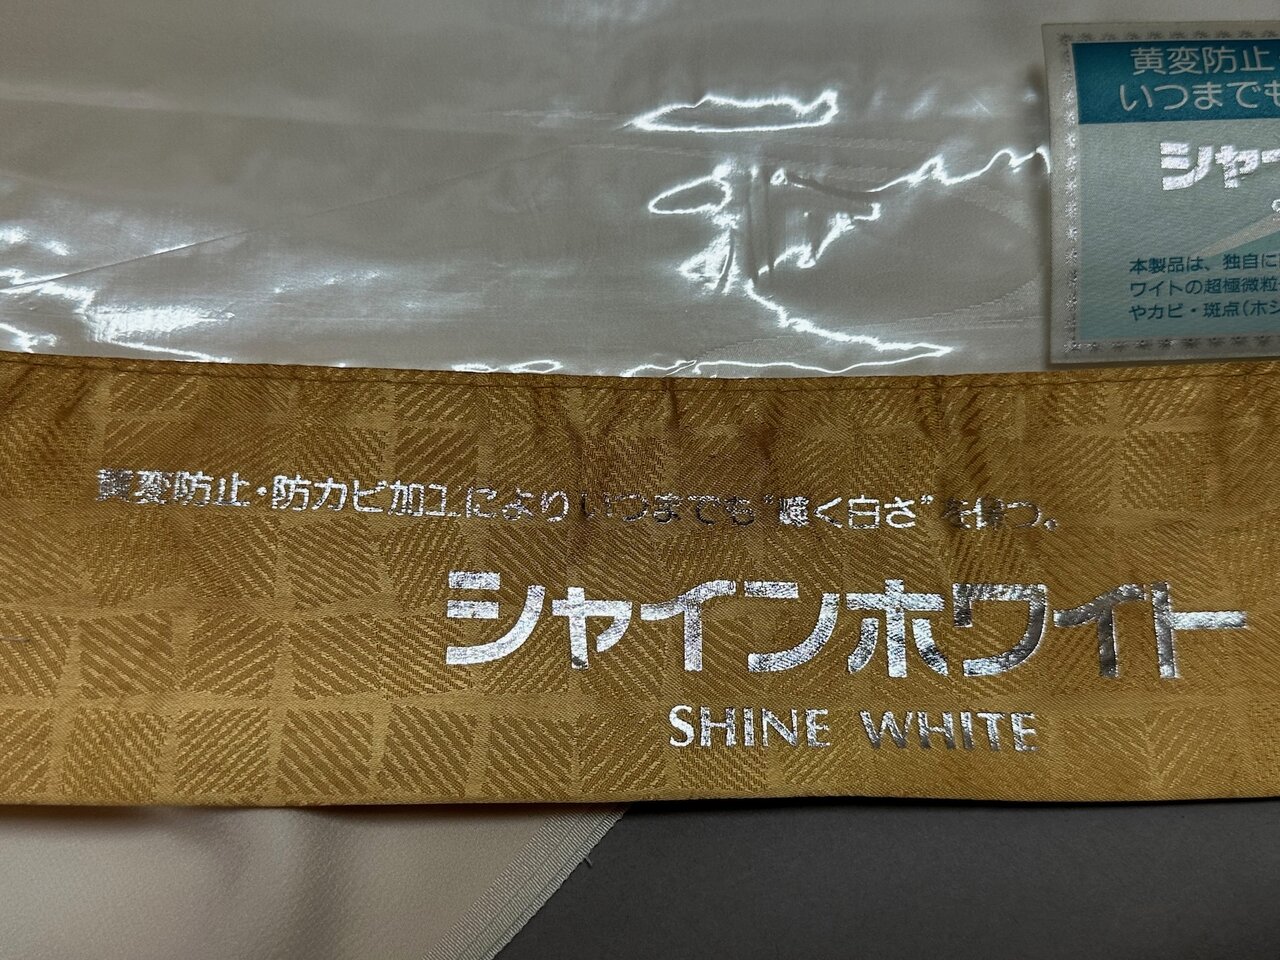 黄変防止
いつまでも
シャ
本製品は、独自に
ワイトの超極微粒
やカビ・斑点(ホシ
黄変防止・防カビ加工によりいつまでも"輝く白さ"を持つ。
シャインホワイト
SHINE WHITE